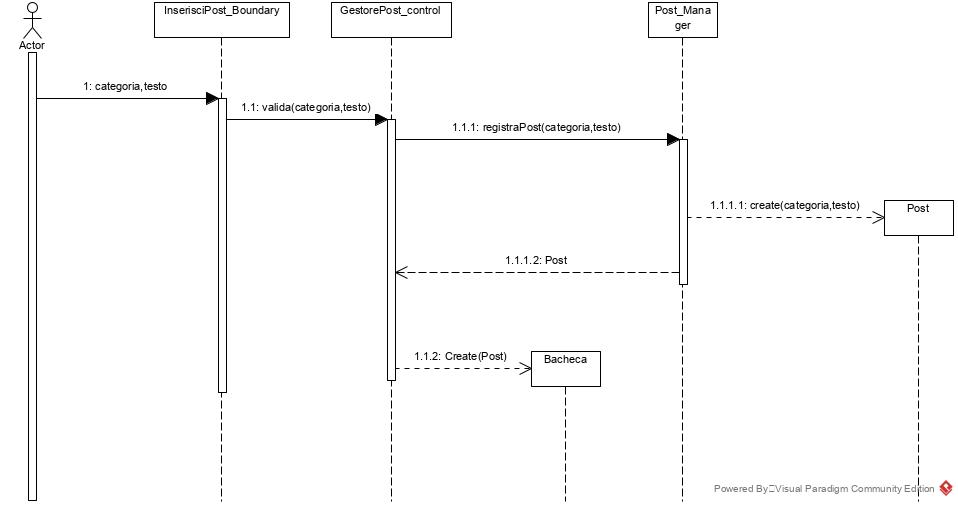 InserisciPost_Boundary
GestorePost_control
Post_Mana
ger
Actor
1: categoria,testo
1.1: valida(categoria,testo)
1.1.1: registraPost(categoria,testo)
1.1.1.1: create(categoria,testo)
Post
1.1.1.2: Post
1.1.2: Create(Post)
Bacheca
Powered By Visual Paradigm Community Edition